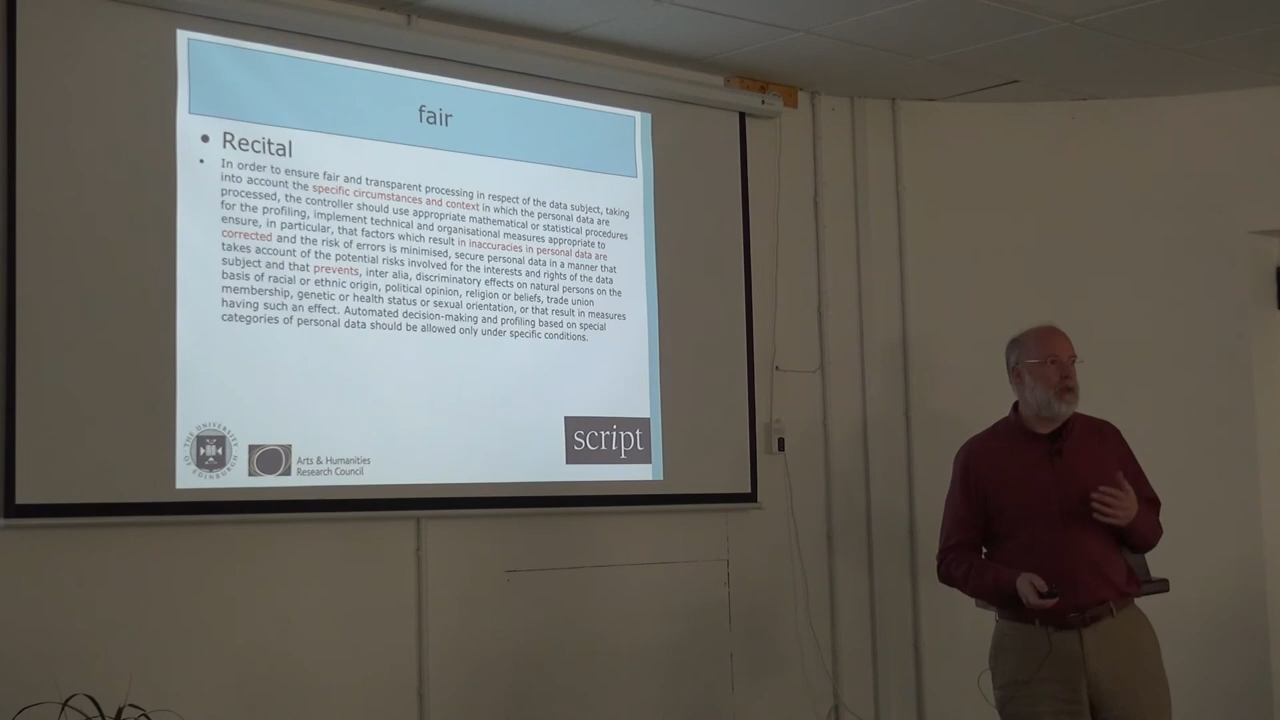 fair
• Recital
• In order to ensure fair and transparent processing in respect of the data subject, taking
into account the specific circumstances and context in which the personal data are
processed, the controller should use appropriate mathematical or statistical procedures
for the profiling, implement technical and organisational measures appropriate to
ensure, in particular, that factors which result in inaccuracies in personal data are
corrected and the risk of errors is minimised, secure personal data in a manner that
takes account of the potential risks involved for the interests and rights of the data
subject and that prevents, inter alia, discriminatory effects on natural persons on the
basis of racial or ethnic origin, political opinion, religion or beliefs, trade union
membership, genetic or health status or sexual orientation, or that result in measures
having such an effect. Automated decision-making and profiling based on special
categories of personal data should be allowed only under specific conditions.
THE UNIVERSITY OF EDINBURGH
Arts & Humanities
Research Council
script